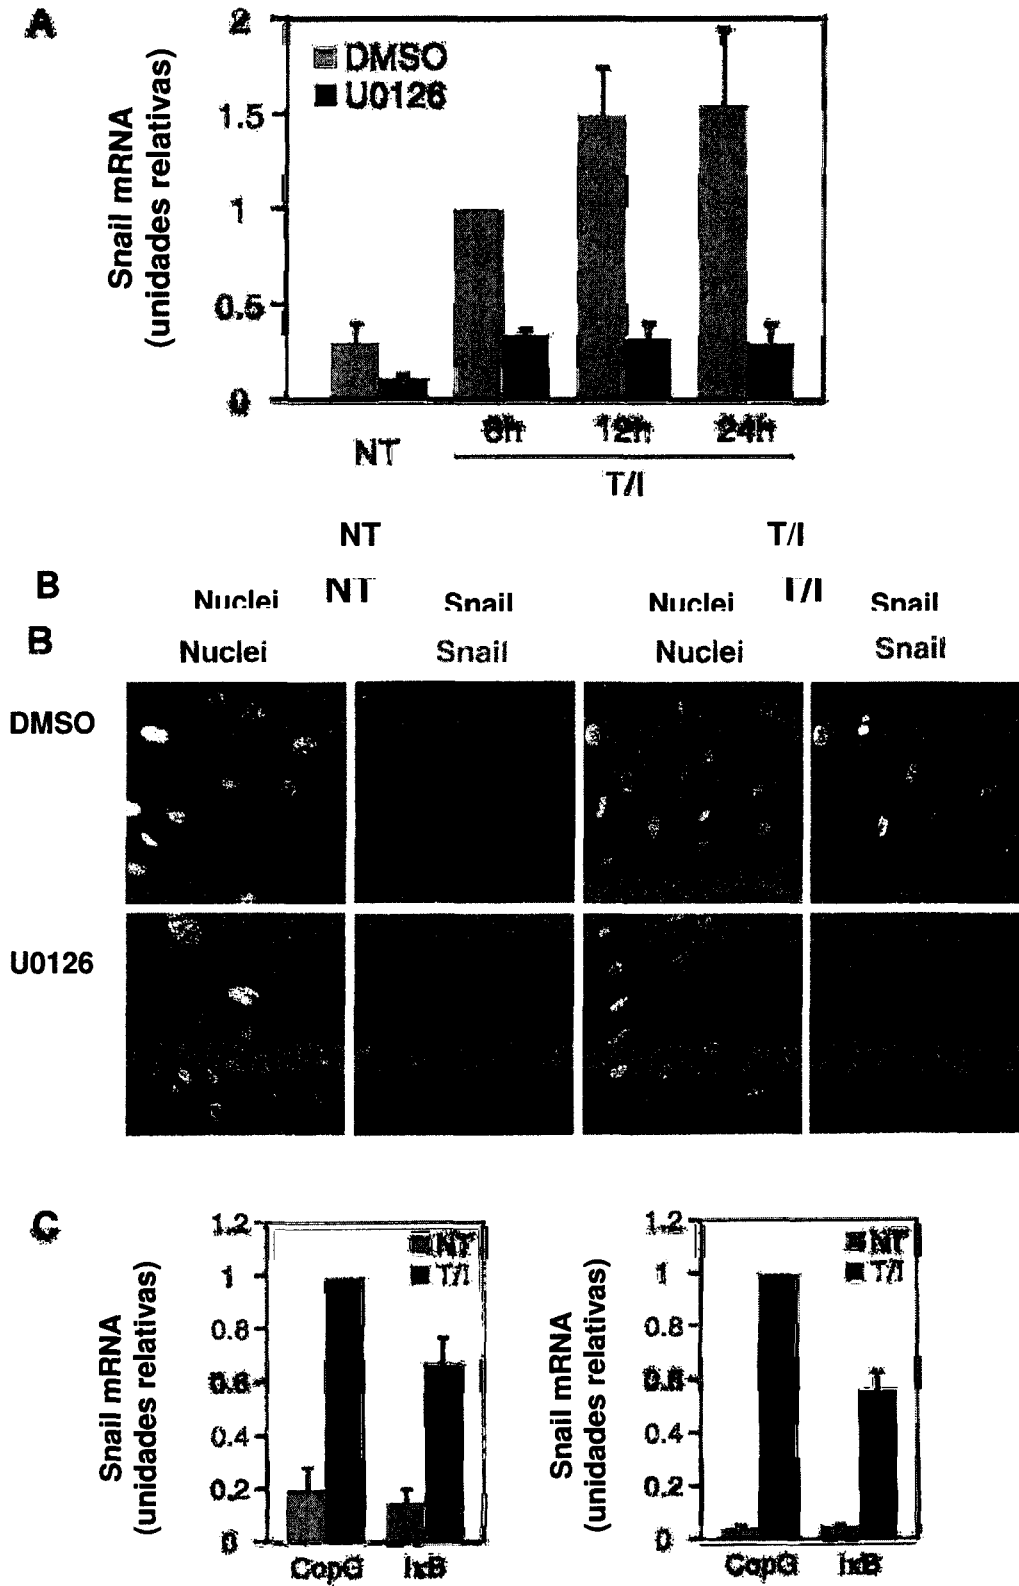 A
2
DMSO
U0126
1.5
1
0.5
0
Snail mRNA
(unidades relativas)
NT
6h
12h
24h
T/I
NT
T/I
B
NT
T/I
Nuclei
Snail
Nuclei
Snail
B
Nuclei
Snail
Nuclei
Snail
DMSO
U0126
C
1.2
1
0.8
0.6
0.4
0.2
0
Snail mRNA
(unidades relativas)
NT
T/I
CopG
IκB
1.2
1
0.8
0.6
0.4
0.2
0
Snail mRNA
(unidades relativas)
NT
T/I
CopG
IκB